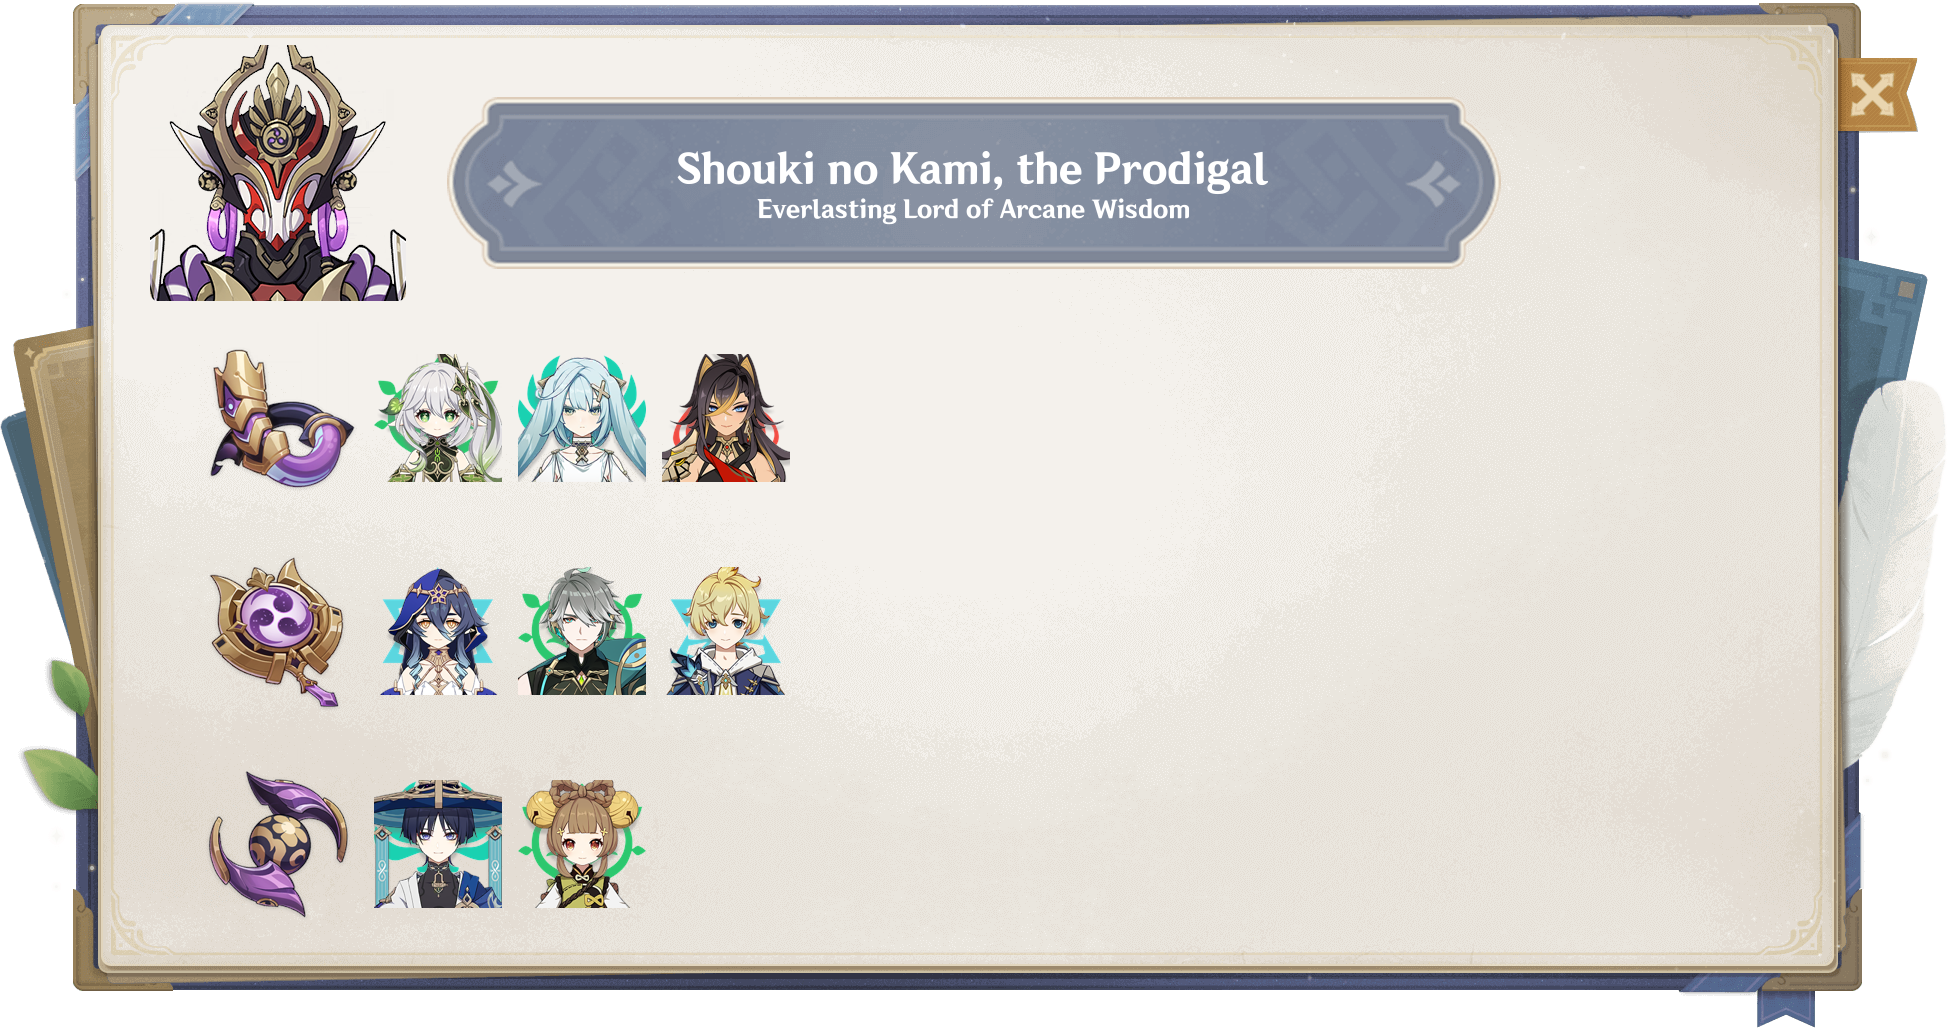 Shouki no Kami, the Prodigal
Everlasting Lord of Arcane Wisdom